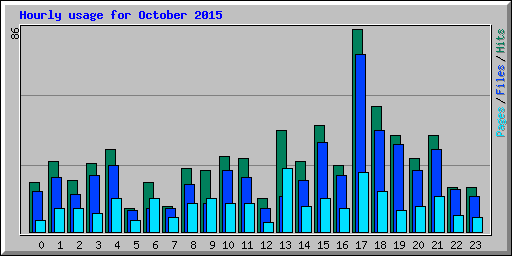 Hourly usage for October 2015
86
Pages / Files / Hits
0 1 2 3 4 5 6 7 8 9 10 11 12 13 14 15 16 17 18 19 20 21 22 23